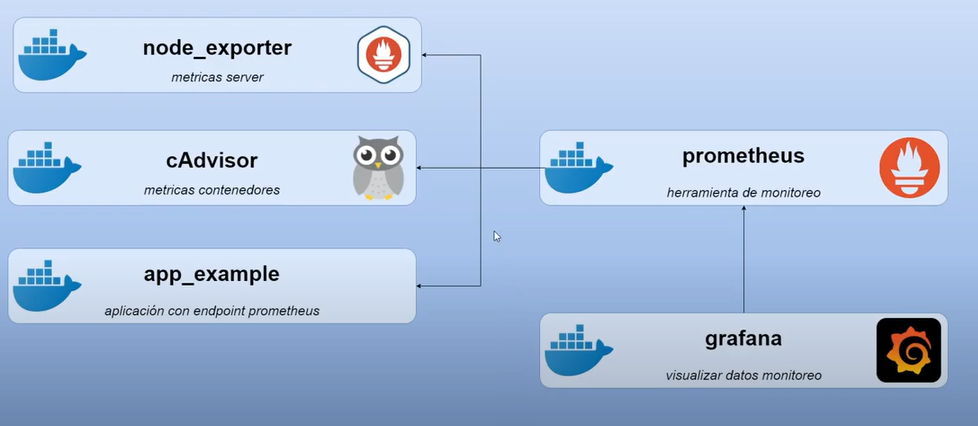 node_exporter
metricas server
cAdvisor
metricas contenedores
app_example
aplicación con endpoint prometheus
prometheus
herramienta de monitoreo
grafana
visualizar datos monitoreo